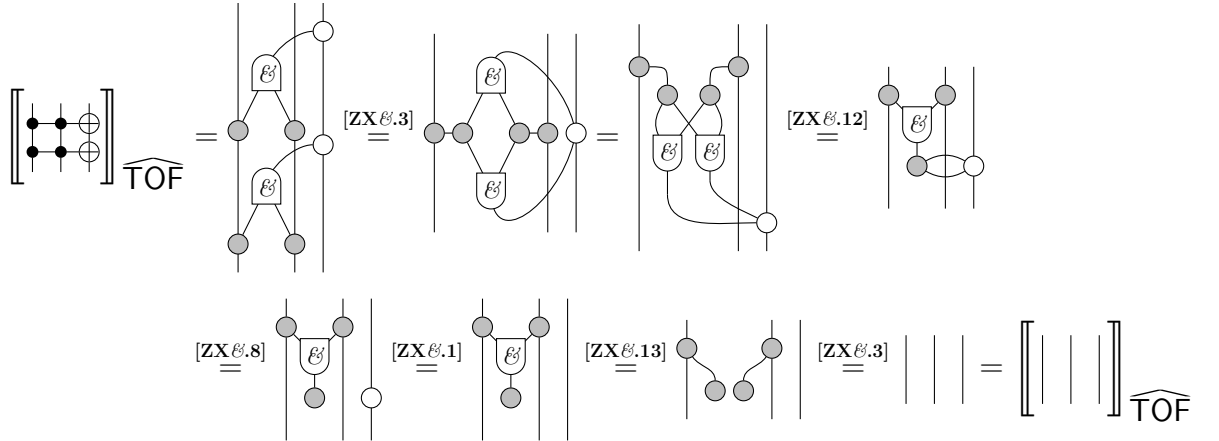 & & & = [ZX&.3] = & & = [ZX&.12] = & TOF = & &
[ZX&.8] = & [ZX&.1] = & [ZX&.13] = [ZX&.3] = = TOF